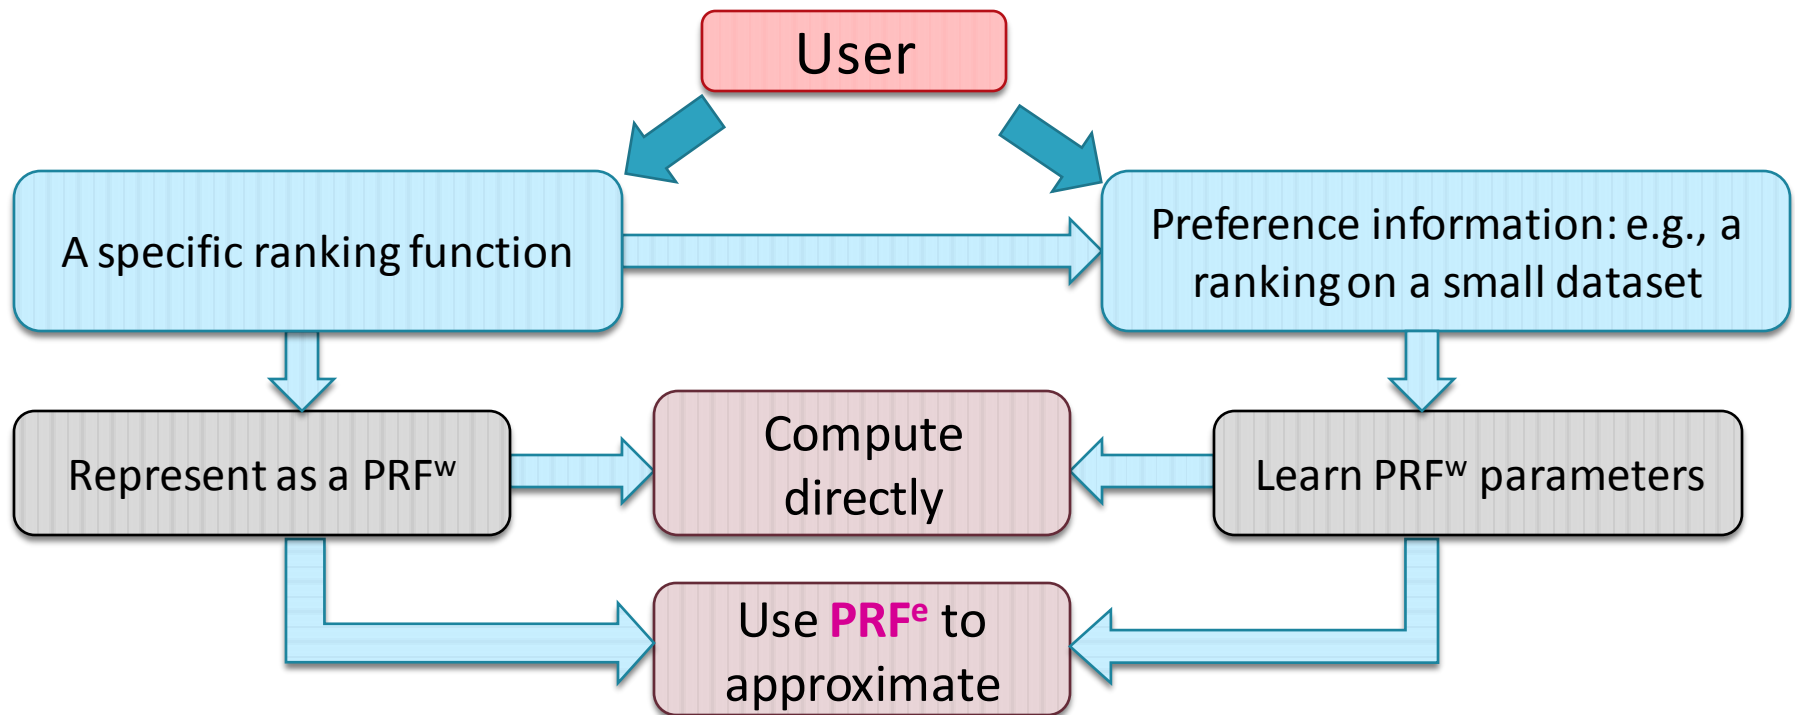 User
A specific ranking function
Preference information: e.g., a
ranking on a small dataset
Represent as a PRFʷ
Compute
directly
Learn PRFʷ parameters
Use PRFᵉ to
approximate